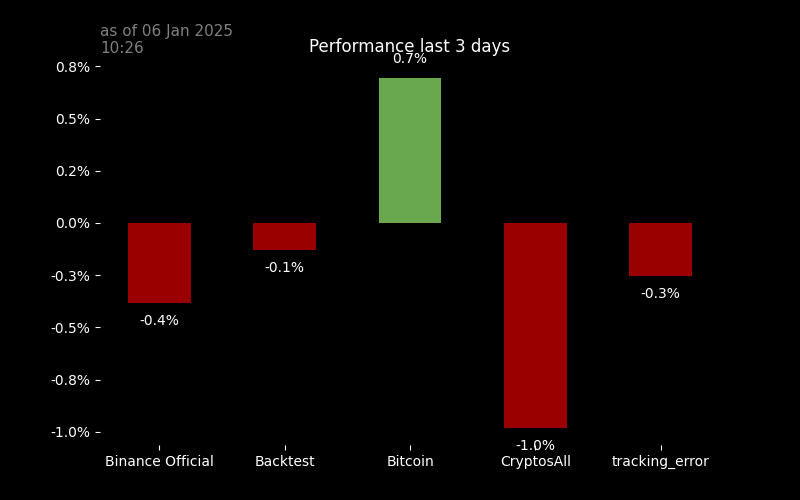 as of 06 Jan 2025
10:26
Performance last 3 days
0.8%
0.5%
0.2%
0.0%
-0.3%
-0.5%
-0.8%
-1.0%
0.7%
-0.4%
-0.1%
-0.3%
-1.0%
Binance Official
Backtest
Bitcoin
CryptosAll
tracking_error